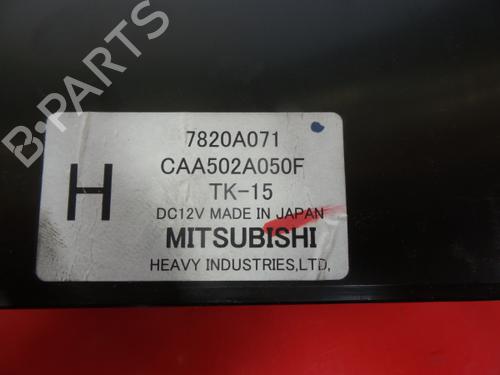 B-PARTS
H
7820A071
CAA502A050F
TK-15
DC12V MADE IN JAPAN
MITSUBISHI
HEAVY INDUSTRIES,LTD.